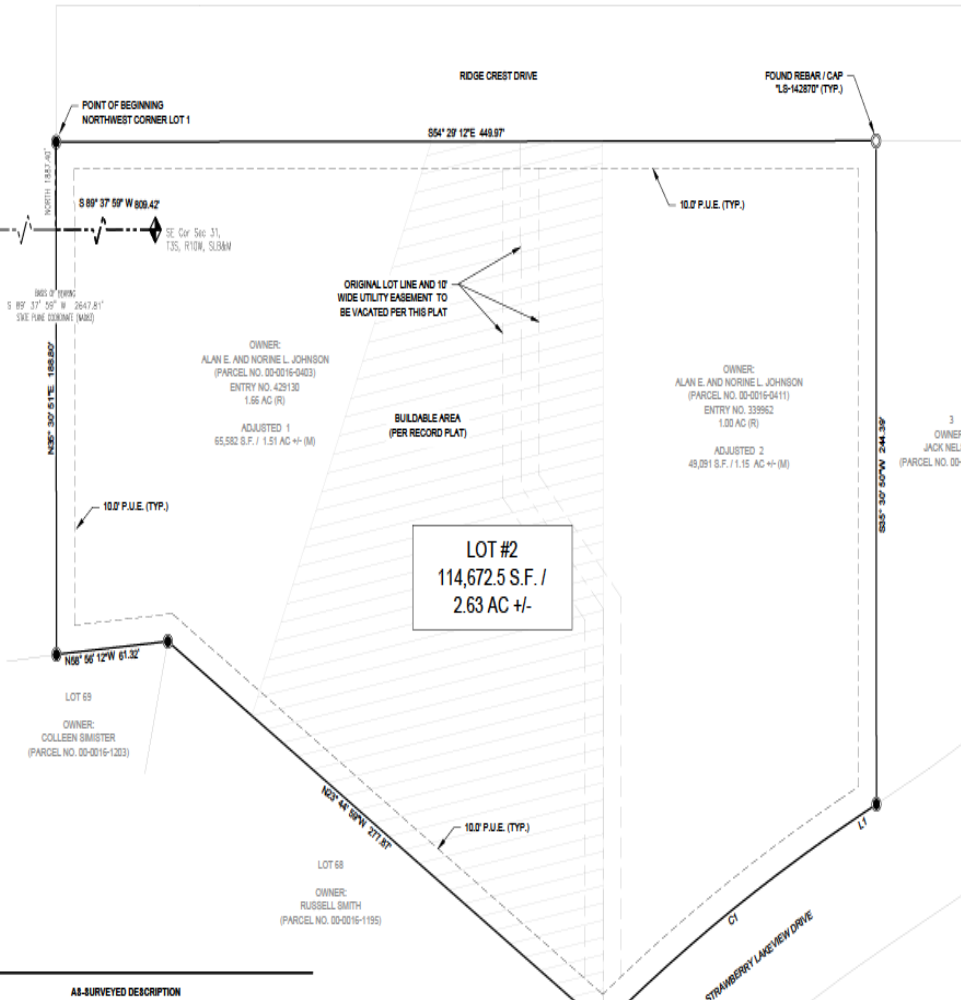 RIDGE CREST DRIVE
FOUND REBAR / CAP
"LS-142870" (TYP.)
POINT OF BEGINNING
NORTHWEST CORNER LOT 1
S54° 29' 12"E 449.97'
NORTH 1887.40'
S 89° 37' 59" W 809.42'
10.0' P.U.E. (TYP.)
SE Cor Sec 31,
T3S, R10W, SLB&M
ORIGINAL LOT LINE AND 10'
WIDE UTILITY EASEMENT TO
BE VACATED PER THIS PLAT
BASIS OF BEARING
S 89° 37' 59" W 2647.81'
STATE PLANE COORDINATE (NAD83)
N35° 30' 51"E 188.80'
OWNER:
ALAN E. AND NORINE L. JOHNSON
(PARCEL NO. 00-0016-0403)
ENTRY NO. 429130
1.66 AC (R)
ADJUSTED 1
65,582 S.F. / 1.51 AC +/- (M)
BUILDABLE AREA
(PER RECORD PLAT)
OWNER:
ALAN E. AND NORINE L. JOHNSON
(PARCEL NO. 00-0016-0411)
ENTRY NO. 339962
1.00 AC (R)
ADJUSTED 2
49,091 S.F. / 1.15 AC +/- (M)
S35° 30' 50"W 244.39'
3
OWNER
JACK NEL
(PARCEL NO. 00-
10.0' P.U.E. (TYP.)
LOT #2
114,672.5 S.F. /
2.63 AC +/-
N58° 56' 12"W 61.32'
LOT 69
OWNER:
COLLEEN SIMISTER
(PARCEL NO. 00-0016-1203)
N23° 44' 59"W 277.87'
10.0' P.U.E. (TYP.)
L1
LOT 68
OWNER:
RUSSELL SMITH
(PARCEL NO. 00-0016-1195)
C1
STRAWBERRY LAKEVIEW DRIVE
AS-SURVEYED DESCRIPTION